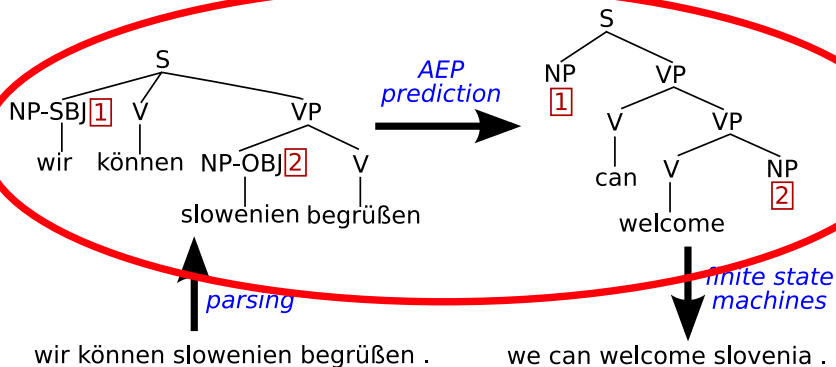 S
NP-SBJ 1 V VP
wir können NP-OBJ 2 V
slowenien begrüßen
AEP
prediction
S
NP VP
1
V VP
can V NP
2
welcome
parsing
finite state
machines
wir können slowenien begrüßen .
we can welcome slovenia .